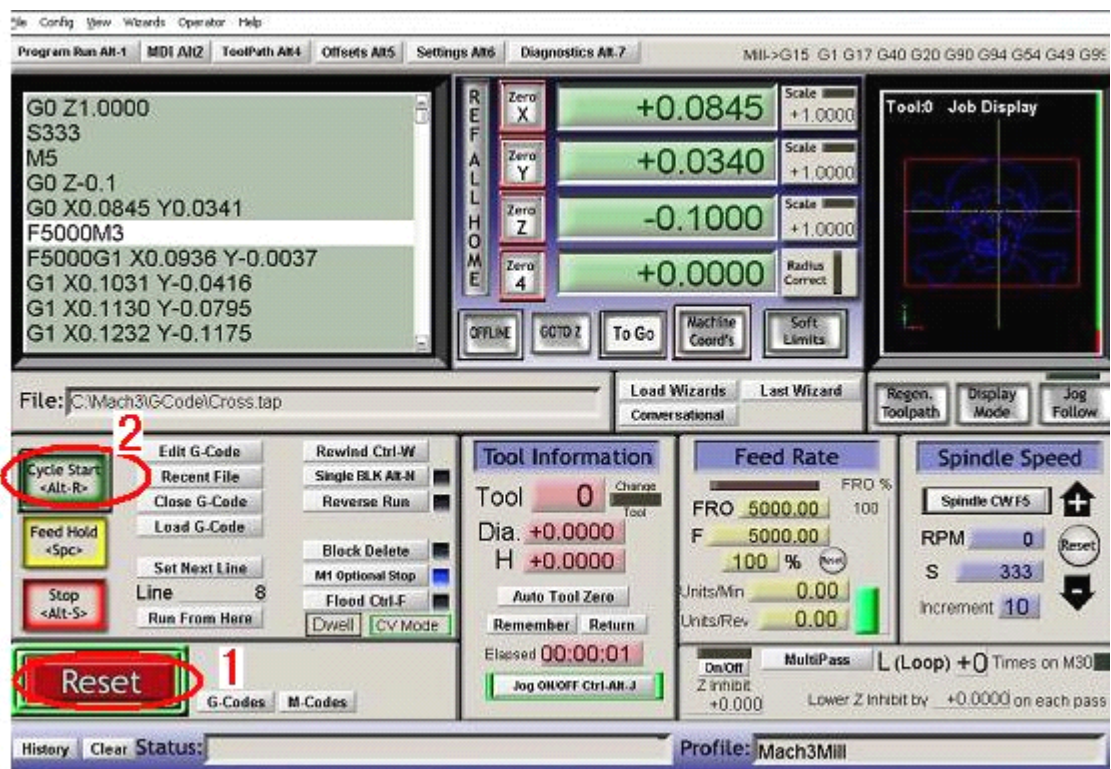 File Config View Wizards Operator Help
Program Run Alt-1 MDI Alt2 ToolPath Alt4 Offsets Alt5 Settings Alt6 Diagnostics Alt-7 Mill->G15 G1 G17 G40 G20 G90 G94 G54 G49 G99
G0 Z1.0000
S333
M5
G0 Z-0.1
G0 X0.0845 Y0.0341
F5000M3
F5000G1 X0.0936 Y-0.0037
G1 X0.1031 Y-0.0416
G1 X0.1130 Y-0.0795
G1 X0.1232 Y-0.1175
REF ALL HOME
Zero X +0.0845 Scale +1.0000
Zero Y +0.0340 Scale +1.0000
Zero Z -0.1000 Scale +1.0000
Zero 4 +0.0000 Radius Correct
OFFLINE GOTO Z To Go Machine Coord's Soft Limits
Tool:0 Job Display
File: C:\Mach3\GCode\Cross.tap
Load Wizards Last Wizard
Conversational
Regen. Toolpath Display Mode Jog Follow
2
Cycle Start <Alt-R>
Feed Hold <Spc>
Stop <Alt-S>
Edit G-Code
Recent File
Close G-Code
Load G-Code
Set Next Line
Line 8
Run From Here
Rewind Ctrl-W
Single BLK Alt-N
Reverse Run
Block Delete
M1 Optional Stop
Flood Ctrl-F
Dwell CV Mode
Reset
1
G-Codes M-Codes
Tool Information
Tool 0 Change Tool
Dia. +0.0000
H +0.0000
Auto Tool Zero
Remember Return
Elapsed 00:00:01
Jog ON/OFF Ctrl-Alt-J
Feed Rate
FRO %
FRO 5000.00 100
F 5000.00
100 % Reset
Units/Min 0.00
Units/Rev 0.00
Spindle Speed
Spindle CW F5
RPM 0 Reset
S 333
Increment 10
On/Off MultiPass L (Loop) +0 Times on M30
Z Inhibit
+0.000 Lower Z Inhibit by +0.0000 on each pass
History Clear Status:
Profile: Mach3Mill